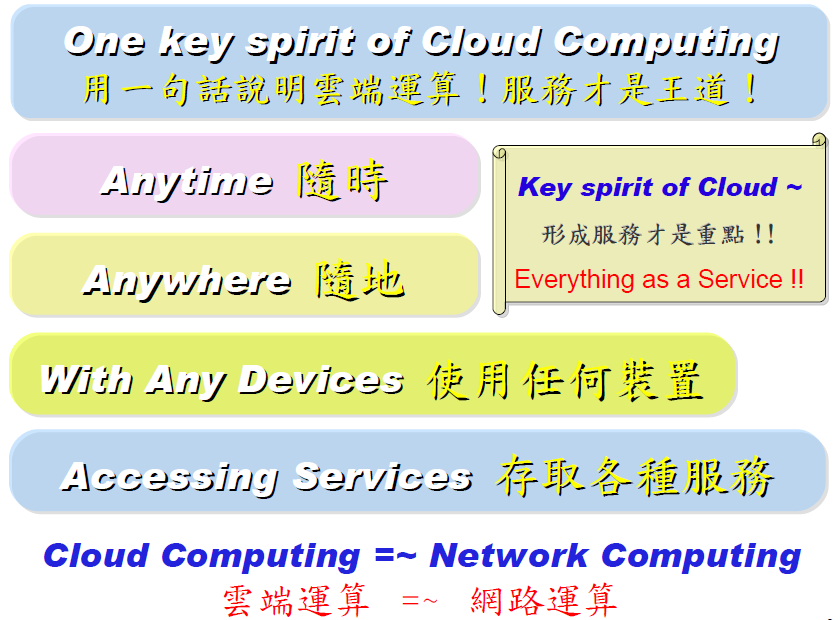 One key spirit of Cloud Computing
用一句話說明雲端運算！服務才是王道！
Anytime 隨時
Key spirit of Cloud ~
形成服務才是重點!!
Everything as a Service !!
Anywhere 隨地
With Any Devices 使用任何裝置
Accessing Services 存取各種服務
Cloud Computing =~ Network Computing
雲端運算 =~ 網路運算